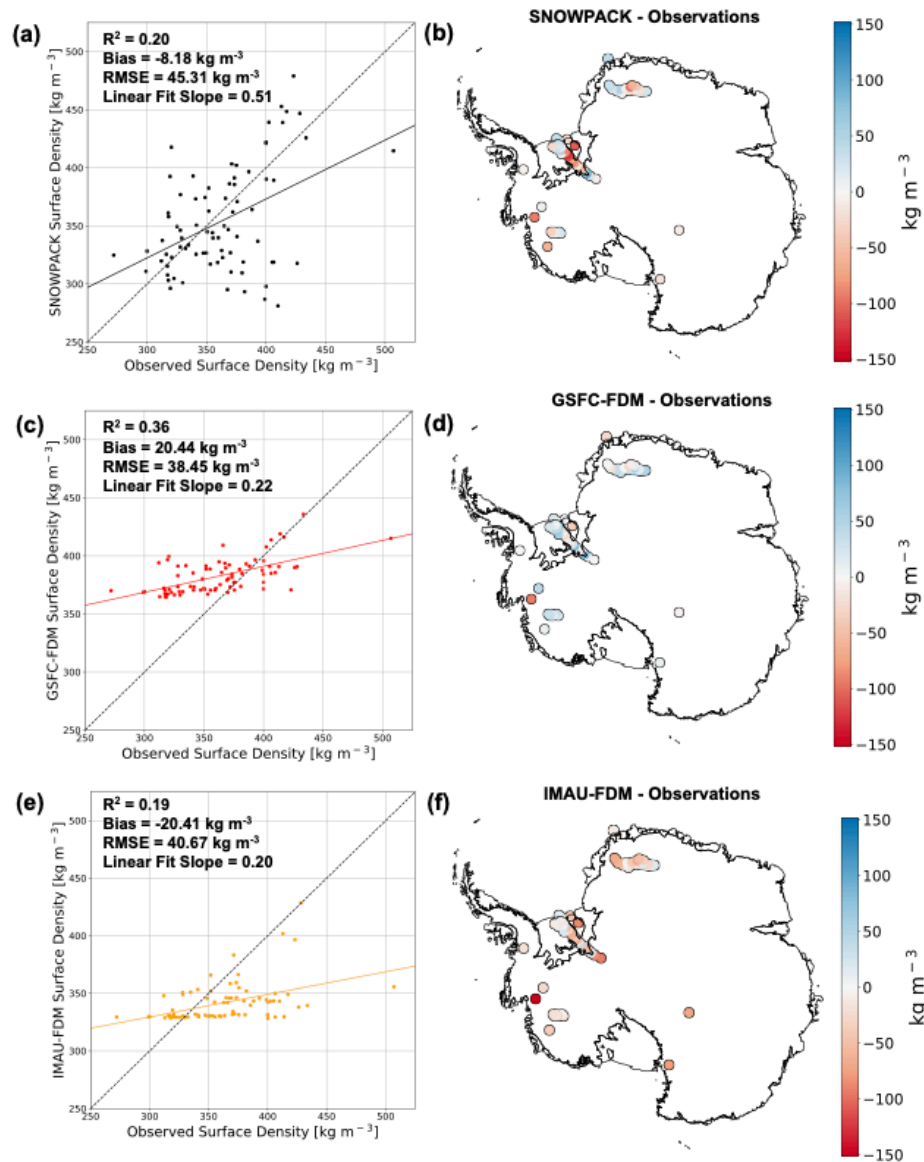 (a)
R² = 0.20
Bias = -8.18 kg m⁻³
RMSE = 45.31 kg m⁻³
Linear Fit Slope = 0.51
500
450
400
350
300
250
SNOWPACK Surface Density [kg m⁻³]
250 300 350 400 450 500
Observed Surface Density [kg m⁻³]
SNOWPACK - Observations
(b)
150
100
50
0
−50
−100
−150
kg m⁻³
(c)
R² = 0.36
Bias = 20.44 kg m⁻³
RMSE = 38.45 kg m⁻³
Linear Fit Slope = 0.22
500
450
400
350
300
250
GSFC-FDM Surface Density [kg m⁻³]
250 300 350 400 450 500
Observed Surface Density [kg m⁻³]
GSFC-FDM - Observations
(d)
150
100
50
0
−50
−100
−150
kg m⁻³
(e)
R² = 0.19
Bias = -20.41 kg m⁻³
RMSE = 40.67 kg m⁻³
Linear Fit Slope = 0.20
500
450
400
350
300
250
IMAU-FDM Surface Density [kg m⁻³]
250 300 350 400 450 500
Observed Surface Density [kg m⁻³]
IMAU-FDM - Observations
(f)
150
100
50
0
−50
−100
−150
kg m⁻³